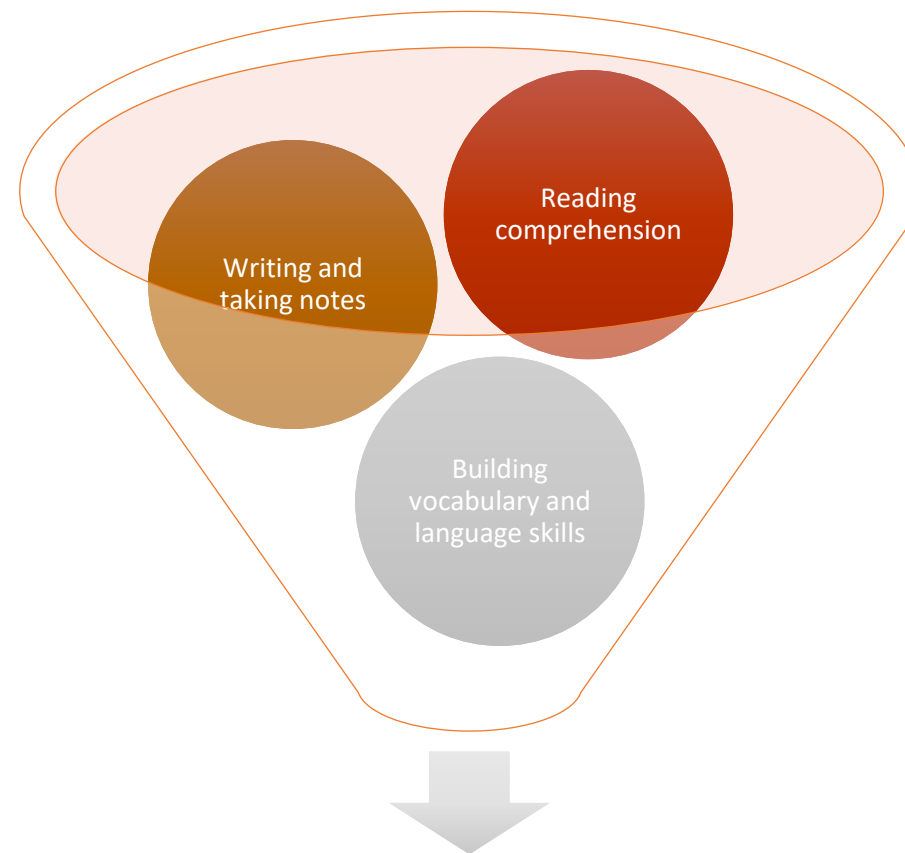 Reading
comprehension
Writing and
taking notes
Building
vocabulary and
language skills